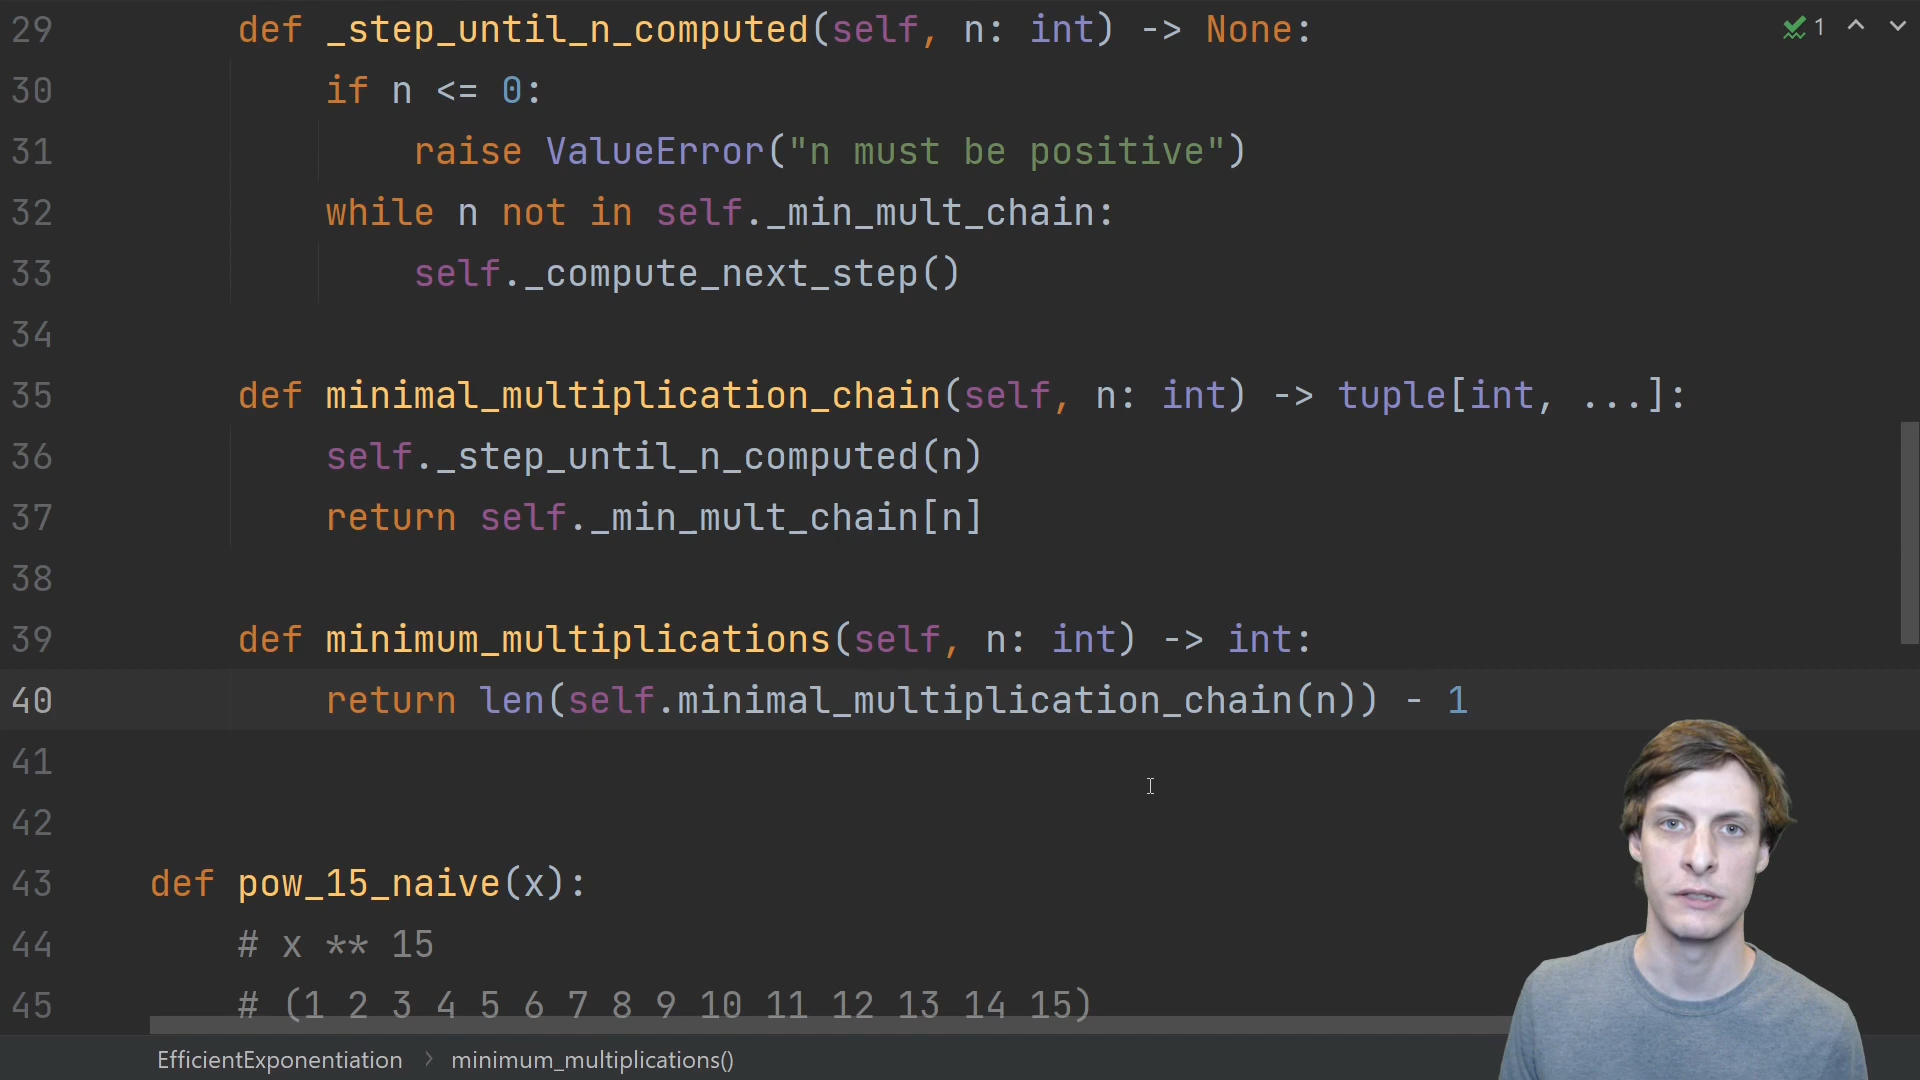 29 def _step_until_n_computed(self, n: int) -> None:
1
30 if n <= 0:
31 raise ValueError("n must be positive")
32 while n not in self._min_mult_chain:
33 self._compute_next_step()
34
35 def minimal_multiplication_chain(self, n: int) -> tuple[int, ...]:
36 self._step_until_n_computed(n)
37 return self._min_mult_chain[n]
38
39 def minimum_multiplications(self, n: int) -> int:
40 return len(self.minimal_multiplication_chain(n)) - 1
41
42
43 def pow_15_naive(x):
44 # x ** 15
45 # (1 2 3 4 5 6 7 8 9 10 11 12 13 14 15)
EfficientExponentiation > minimum_multiplications()